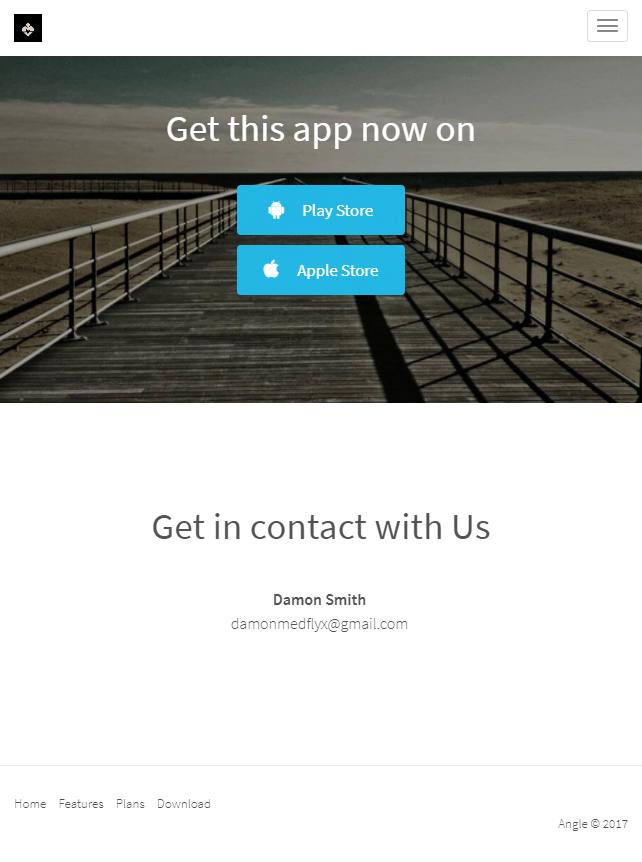 Get this app now on
Play Store
Apple Store
Get in contact with Us
Damon Smith
damonmedflyx@gmail.com
Home Features Plans Download
Angle © 2017